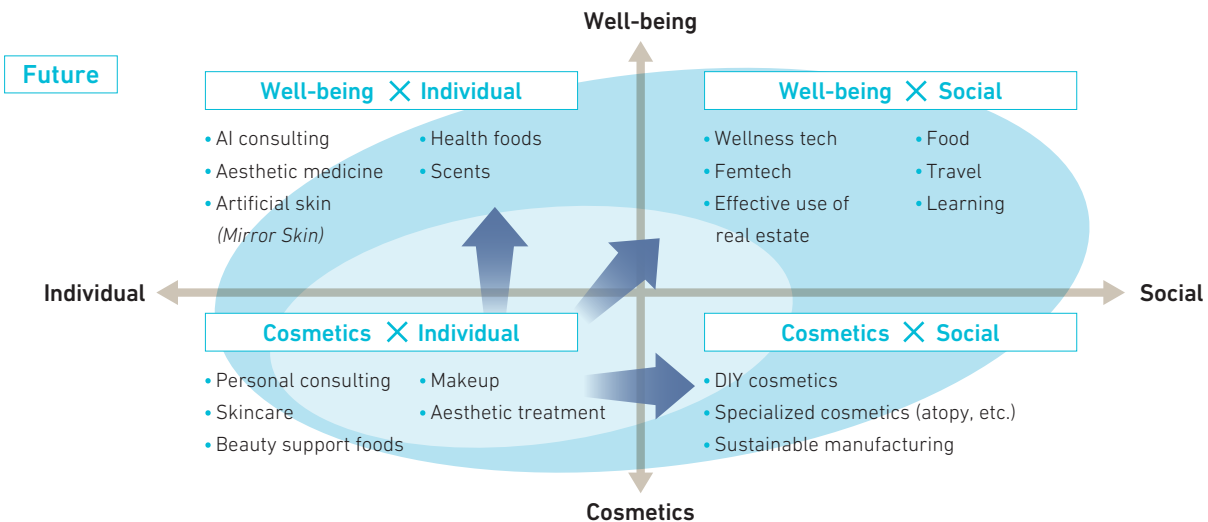 Well-being
Future
Well-being × Individual
• AI consulting
• Aesthetic medicine
• Artificial skin
(Mirror Skin)
• Health foods
• Scents
Well-being × Social
• Wellness tech
• Femtech
• Effective use of
real estate
• Food
• Travel
• Learning
Individual
Social
Cosmetics × Individual
• Personal consulting
• Skincare
• Beauty support foods
• Makeup
• Aesthetic treatment
Cosmetics × Social
• DIY cosmetics
• Specialized cosmetics (atopy, etc.)
• Sustainable manufacturing
Cosmetics